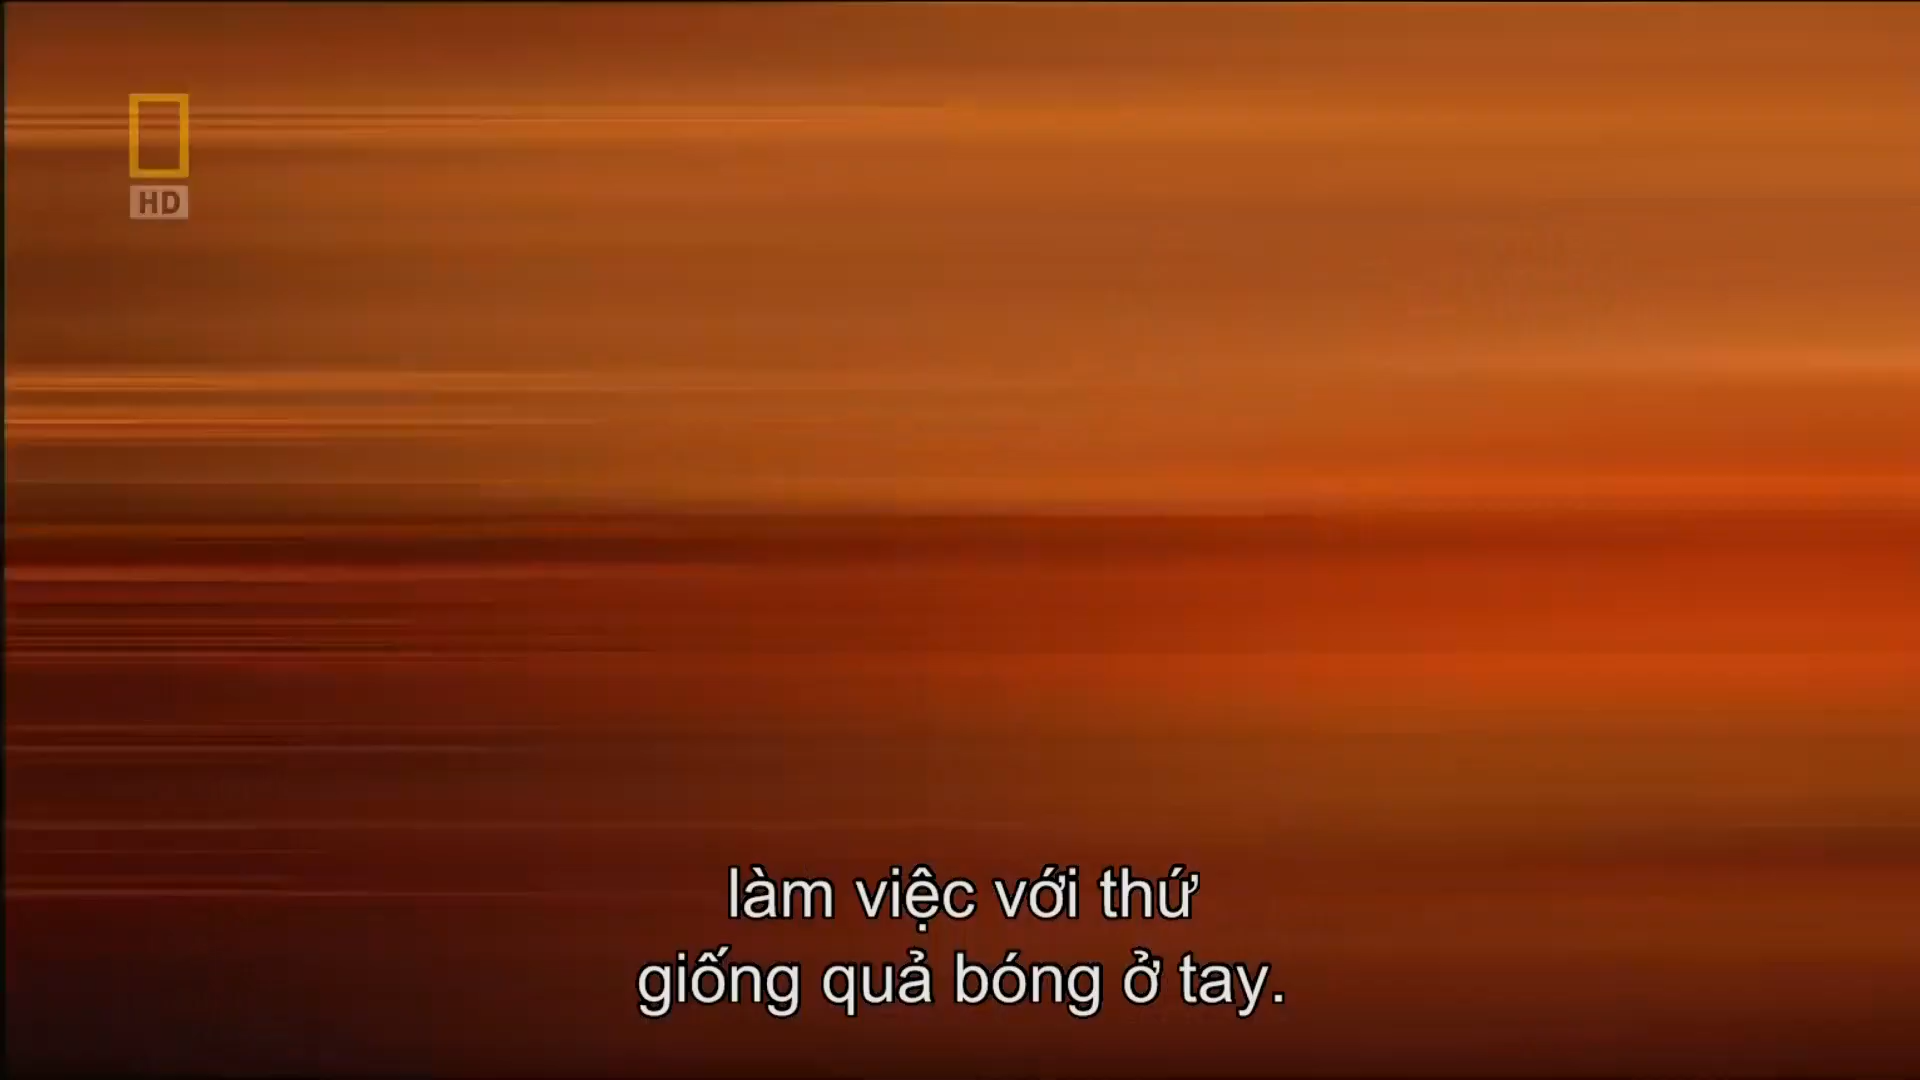 HD
làm việc với thứ
giống quả bóng ở tay.